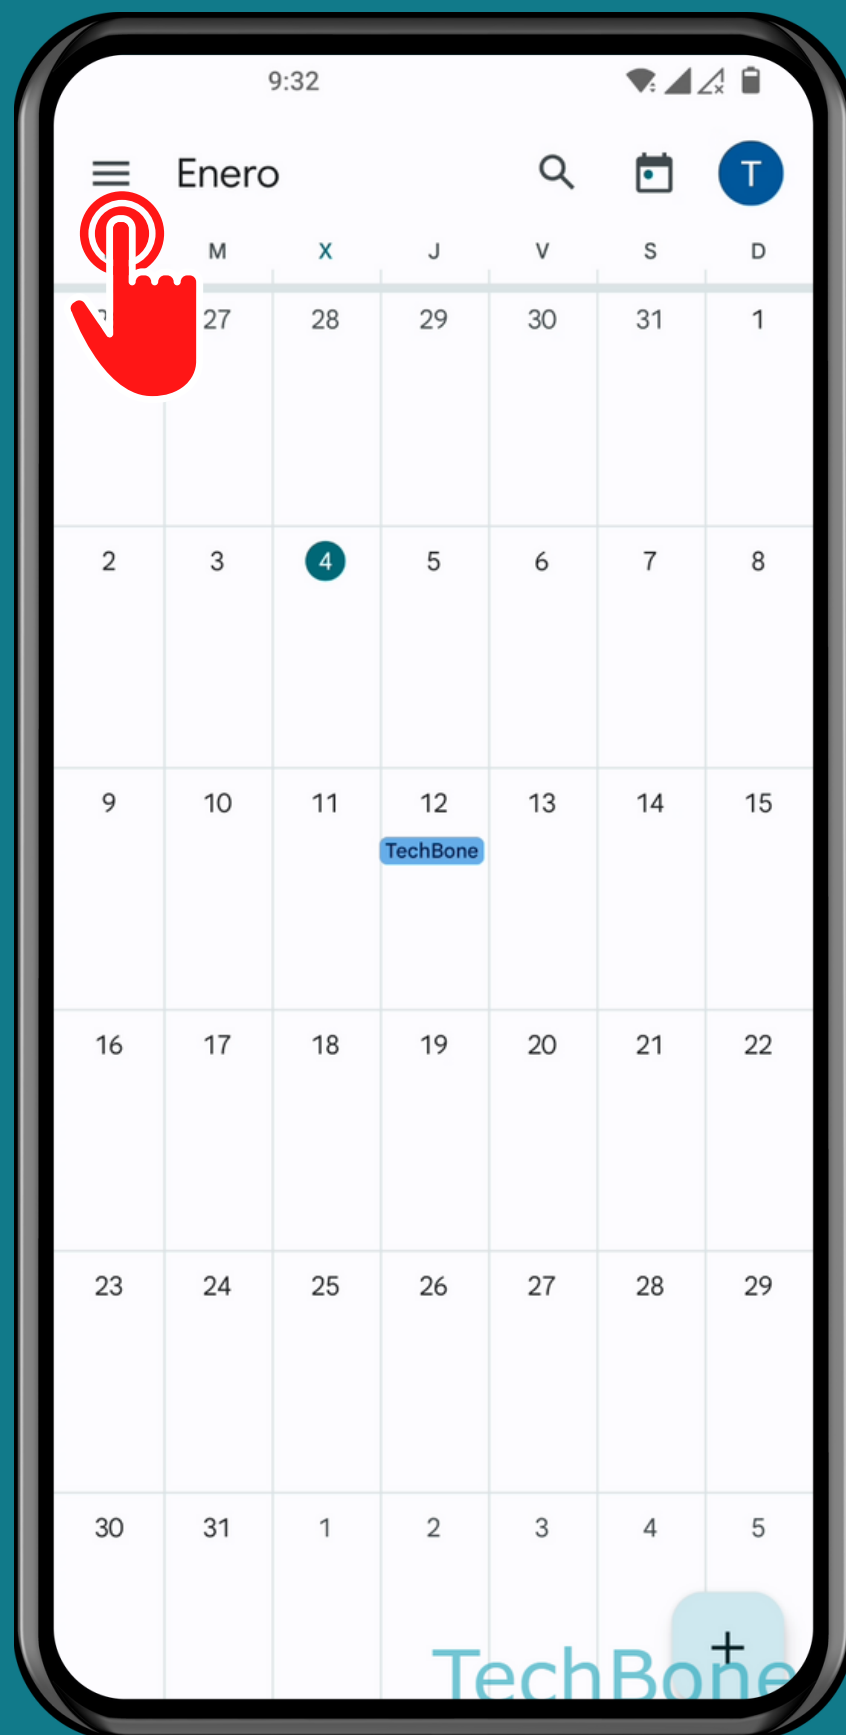 9:32
Enero
T
M X J V S D
27 28 29 30 31 1
2 3 4 5 6 7 8
9 10 11 12 13 14 15
TechBone
16 17 18 19 20 21 22
23 24 25 26 27 28 29
30 31 1 2 3 4 5
+
TechBone